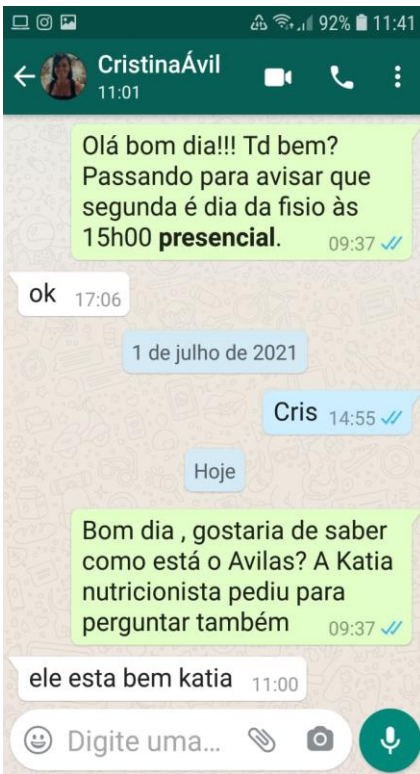 92% 11:41
CristinaÁvil
11:01
Olá bom dia!!! Td bem?
Passando para avisar que
segunda é dia da fisio às
15h00 presencial. 09:37
ok 17:06
1 de julho de 2021
Cris 14:55
Hoje
Bom dia , gostaria de saber
como está o Avilas? A Katia
nutricionista pediu para
perguntar também 09:37
ele esta bem katia 11:00
Digite uma...